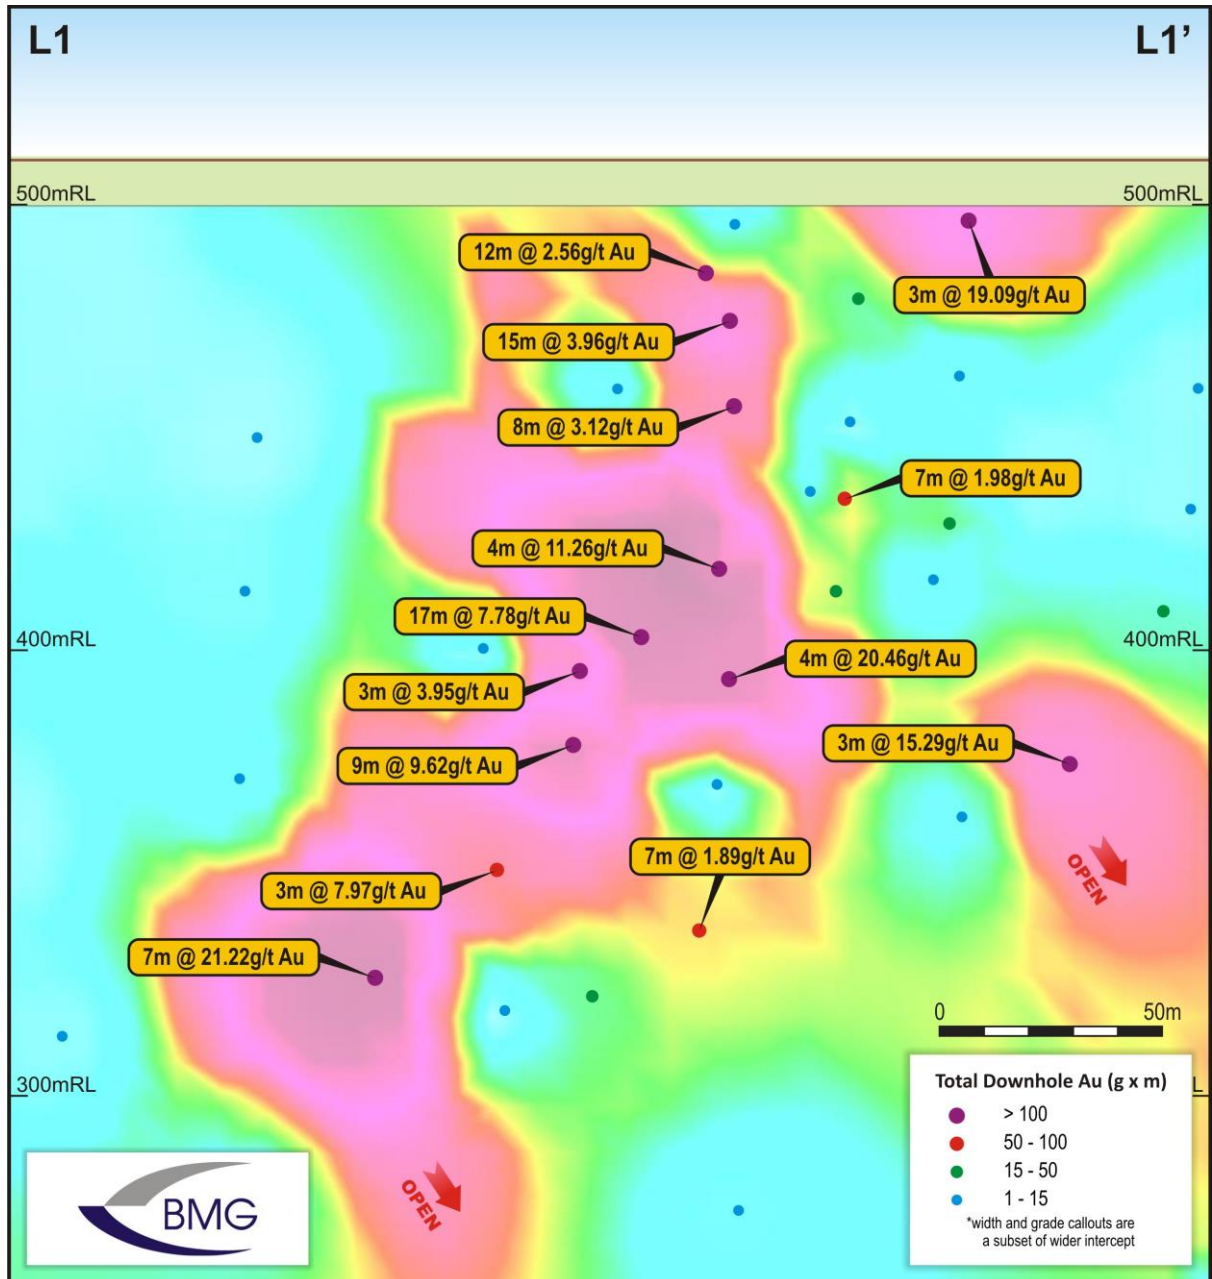 L1
L1’
500mRL
500mRL
12m @ 2.56g/t Au
3m @ 19.09g/t Au
15m @ 3.96g/t Au
8m @ 3.12g/t Au
7m @ 1.98g/t Au
4m @ 11.26g/t Au
17m @ 7.78g/t Au
400mRL
400mRL
4m @ 20.46g/t Au
3m @ 3.95g/t Au
3m @ 15.29g/t Au
9m @ 9.62g/t Au
7m @ 1.89g/t Au
OPEN
3m @ 7.97g/t Au
7m @ 21.22g/t Au
0
50m
300mRL
L
Total Downhole Au (g x m)
> 100
50 - 100
15 - 50
1 - 15
*width and grade callouts are
a subset of wider intercept
OPEN
BMG